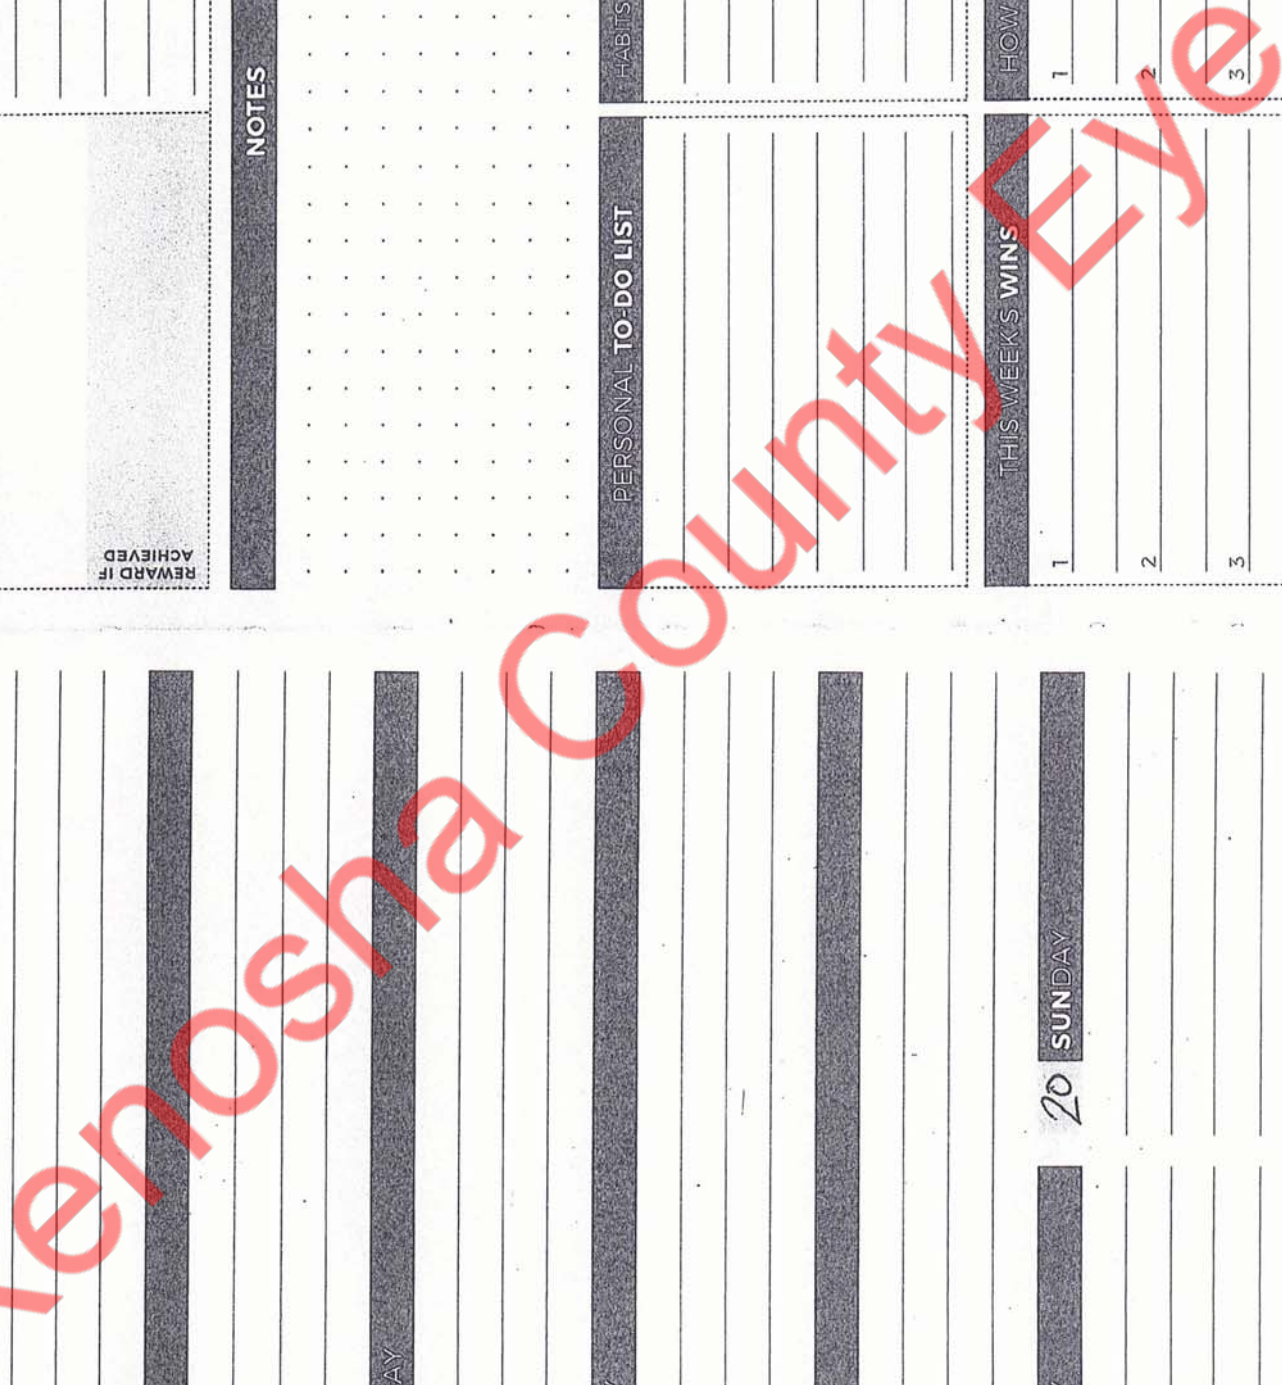 HABITS
HOW
1
2
3
NOTES
PERSONAL TO-DO LIST
THIS WEEK'S WINS
1
2
3
REWARD IF
ACHIEVED
20 SUNDAY
AY
Kenosha County Eye